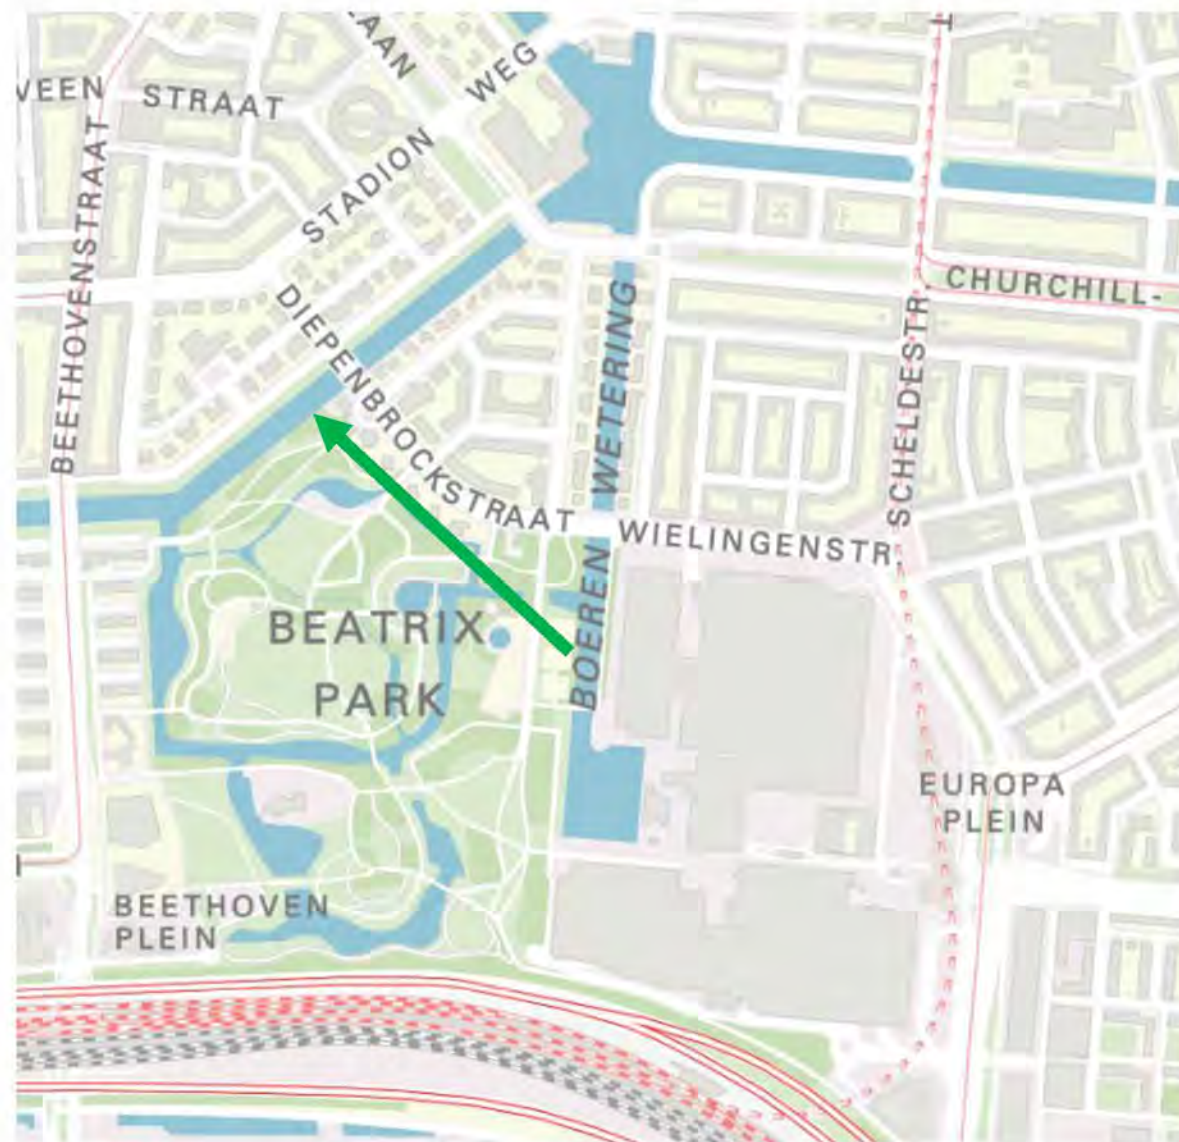 LAAN
WEG
VEEN STRAAT
STADION
BEETHOVENSTRAAT
CHURCHILL-
DIEPENBROCKSTRAAT
BOEREN WETERING
SCHELDESTR.
WIELINGENSTR.
BEATRIX
PARK
EUROPA
PLEIN
BEETHOVEN
PLEIN